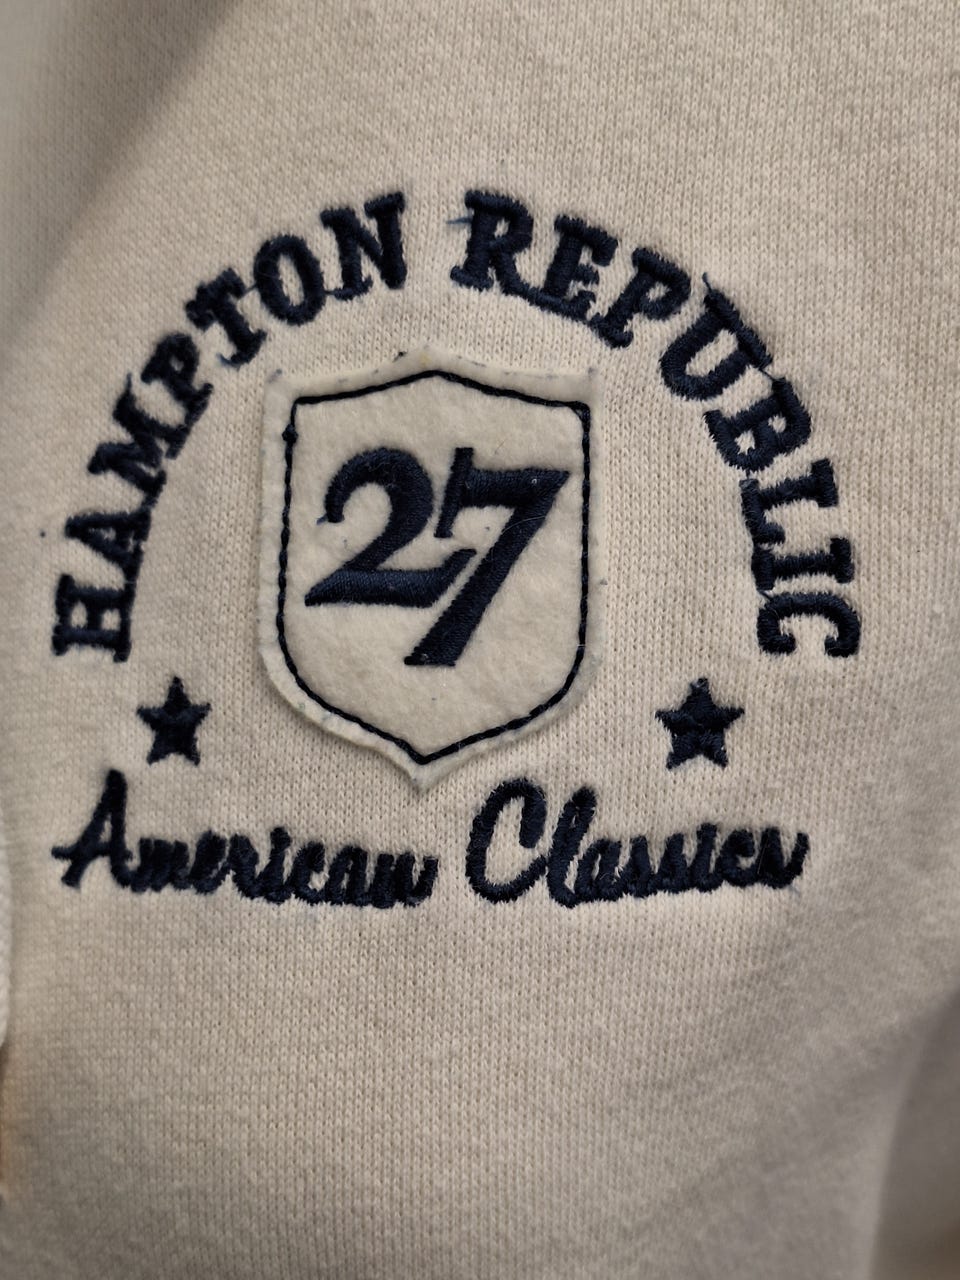 HAMPTON REPUBLIC
27
American Classics